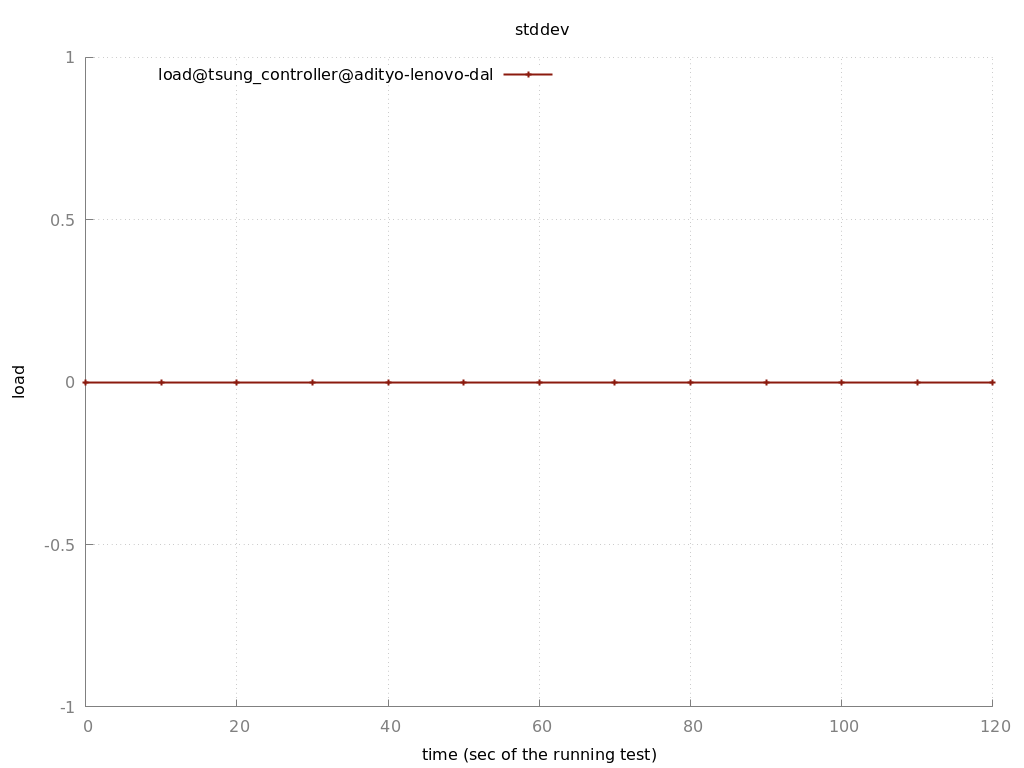 stddev
1
load@tsung_controller@adityo-lenovo-dal
0.5
load
0
-0.5
-1
0 20 40 60 80 100 120
time (sec of the running test)